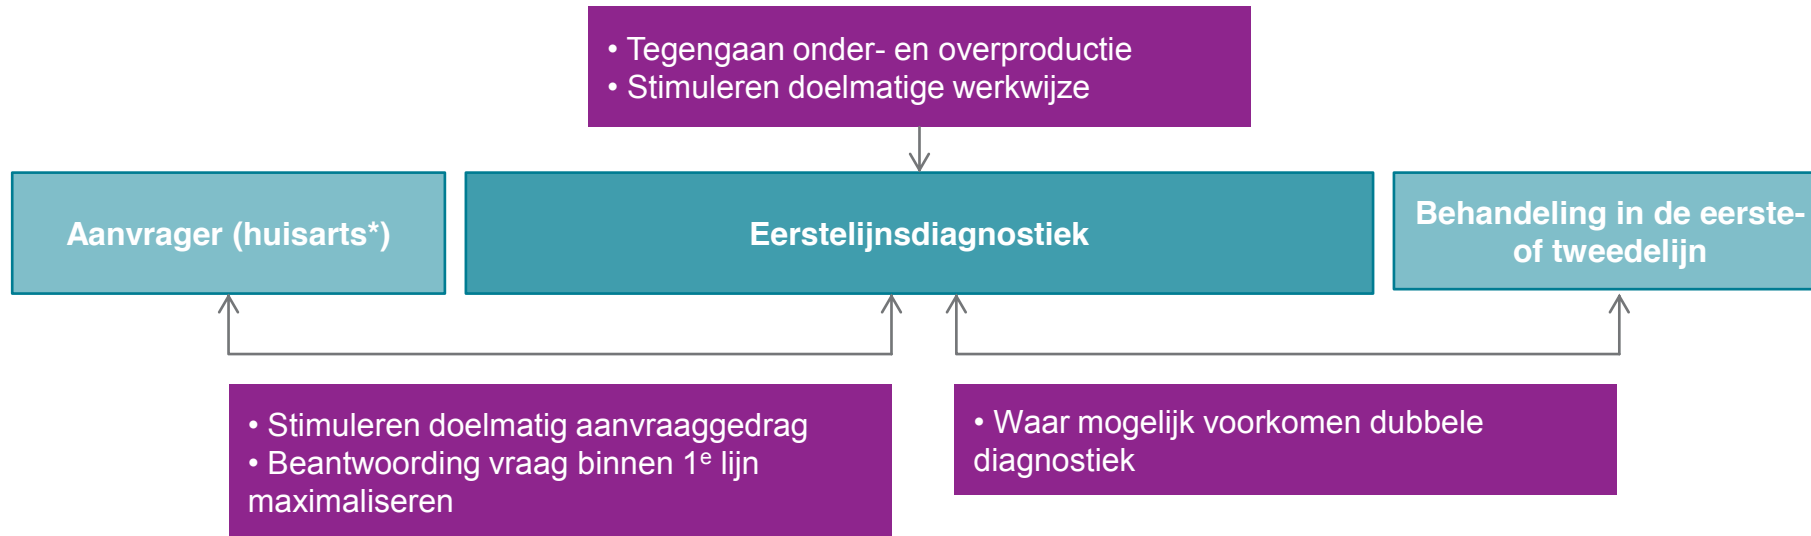 • Tegengaan onder- en overproductie
• Stimuleren doelmatige werkwijze
Aanvrager (huisarts*)
Eerstelijnsdiagnostiek
Behandeling in de eerste-
of tweedelijn
• Stimuleren doelmatig aanvraaggedrag
• Beantwoording vraag binnen 1ᵉ lijn
maximaliseren
• Waar mogelijk voorkomen dubbele
diagnostiek